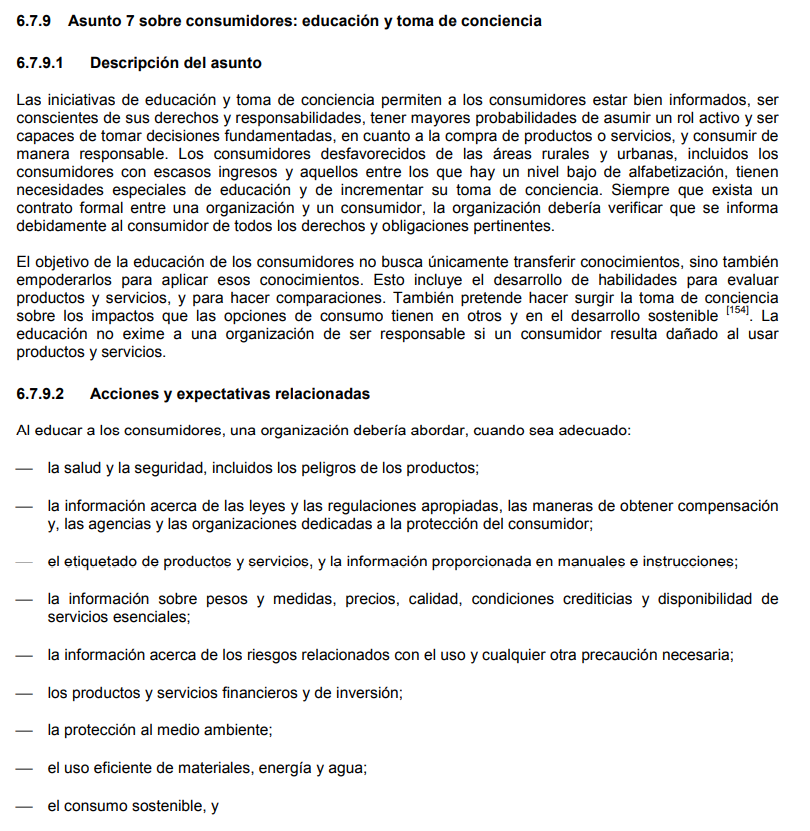 6.7.9 Asunto 7 sobre consumidores: educación y toma de conciencia
6.7.9.1 Descripción del asunto
Las iniciativas de educación y toma de conciencia permiten a los consumidores estar bien informados, ser
conscientes de sus derechos y responsabilidades, tener mayores probabilidades de asumir un rol activo y ser
capaces de tomar decisiones fundamentadas, en cuanto a la compra de productos o servicios, y consumir de
manera responsable. Los consumidores desfavorecidos de las áreas rurales y urbanas, incluidos los
consumidores con escasos ingresos y aquellos entre los que hay un nivel bajo de alfabetización, tienen
necesidades especiales de educación y de incrementar su toma de conciencia. Siempre que exista un
contrato formal entre una organización y un consumidor, la organización debería verificar que se informa
debidamente al consumidor de todos los derechos y obligaciones pertinentes.
El objetivo de la educación de los consumidores no busca únicamente transferir conocimientos, sino también
empoderarlos para aplicar esos conocimientos. Esto incluye el desarrollo de habilidades para evaluar
productos y servicios, y para hacer comparaciones. También pretende hacer surgir la toma de conciencia
sobre los impactos que las opciones de consumo tienen en otros y en el desarrollo sostenible [154]. La
educación no exime a una organización de ser responsable si un consumidor resulta dañado al usar
productos y servicios.
6.7.9.2 Acciones y expectativas relacionadas
Al educar a los consumidores, una organización debería abordar, cuando sea adecuado:
— la salud y la seguridad, incluidos los peligros de los productos;
— la información acerca de las leyes y las regulaciones apropiadas, las maneras de obtener compensación
y, las agencias y las organizaciones dedicadas a la protección del consumidor;
— el etiquetado de productos y servicios, y la información proporcionada en manuales e instrucciones;
— la información sobre pesos y medidas, precios, calidad, condiciones crediticias y disponibilidad de
servicios esenciales;
— la información acerca de los riesgos relacionados con el uso y cualquier otra precaución necesaria;
— los productos y servicios financieros y de inversión;
— la protección al medio ambiente;
— el uso eficiente de materiales, energía y agua;
— el consumo sostenible, y